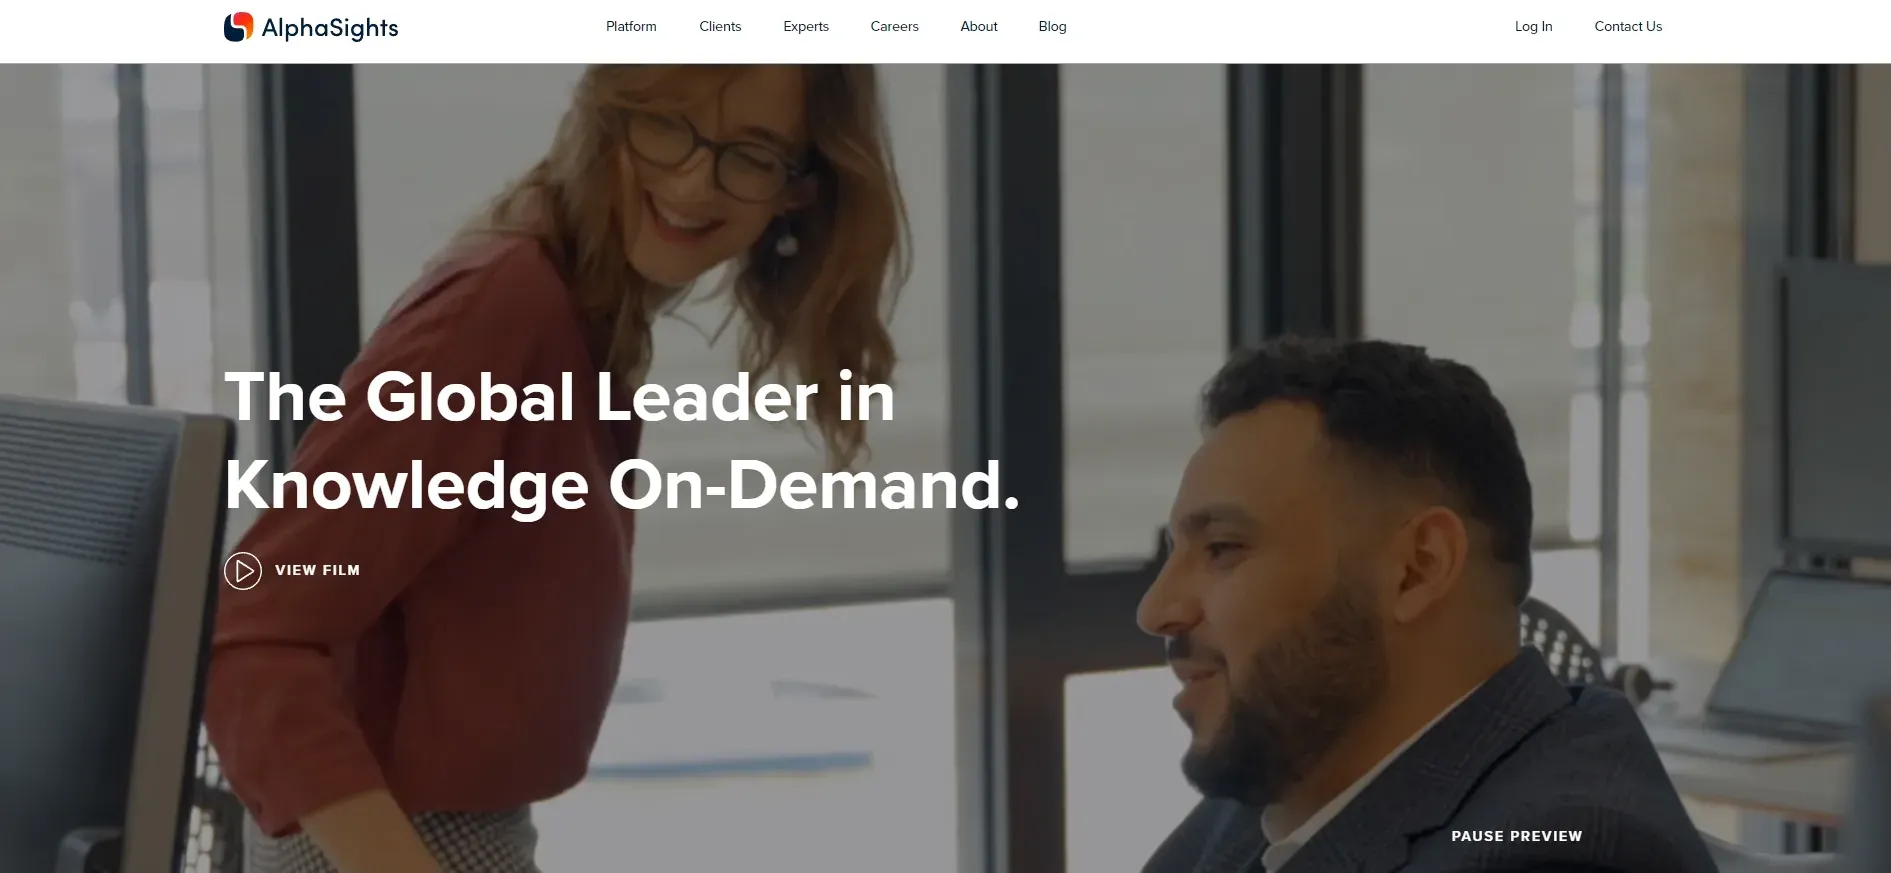 AlphaSights
Platform
Clients
Experts
Careers
About
Blog
Log In
Contact Us
The Global Leader in
Knowledge On-Demand.
VIEW FILM
PAUSE PREVIEW